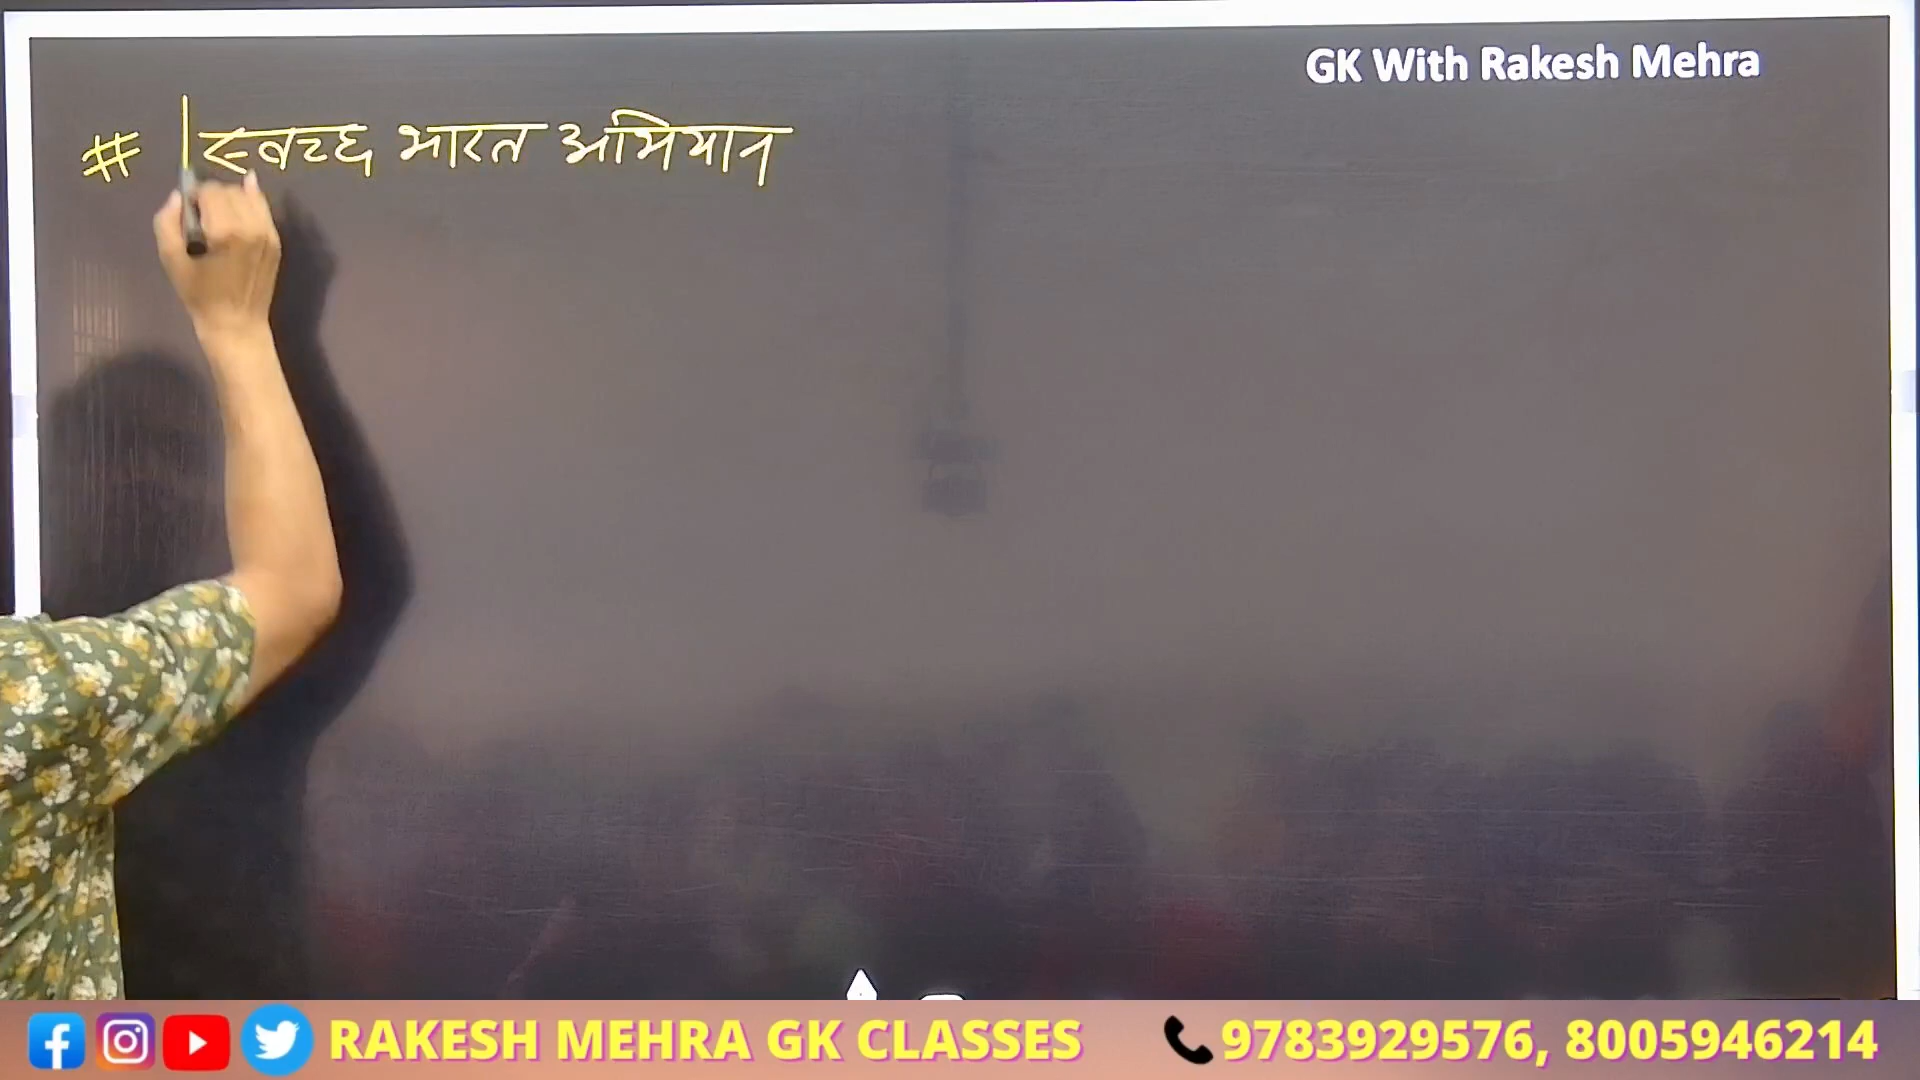 GK With Rakesh Mehra
# स्वच्छ भारत अभियान
RAKESH MEHRA GK CLASSES 9783929576, 8005946214